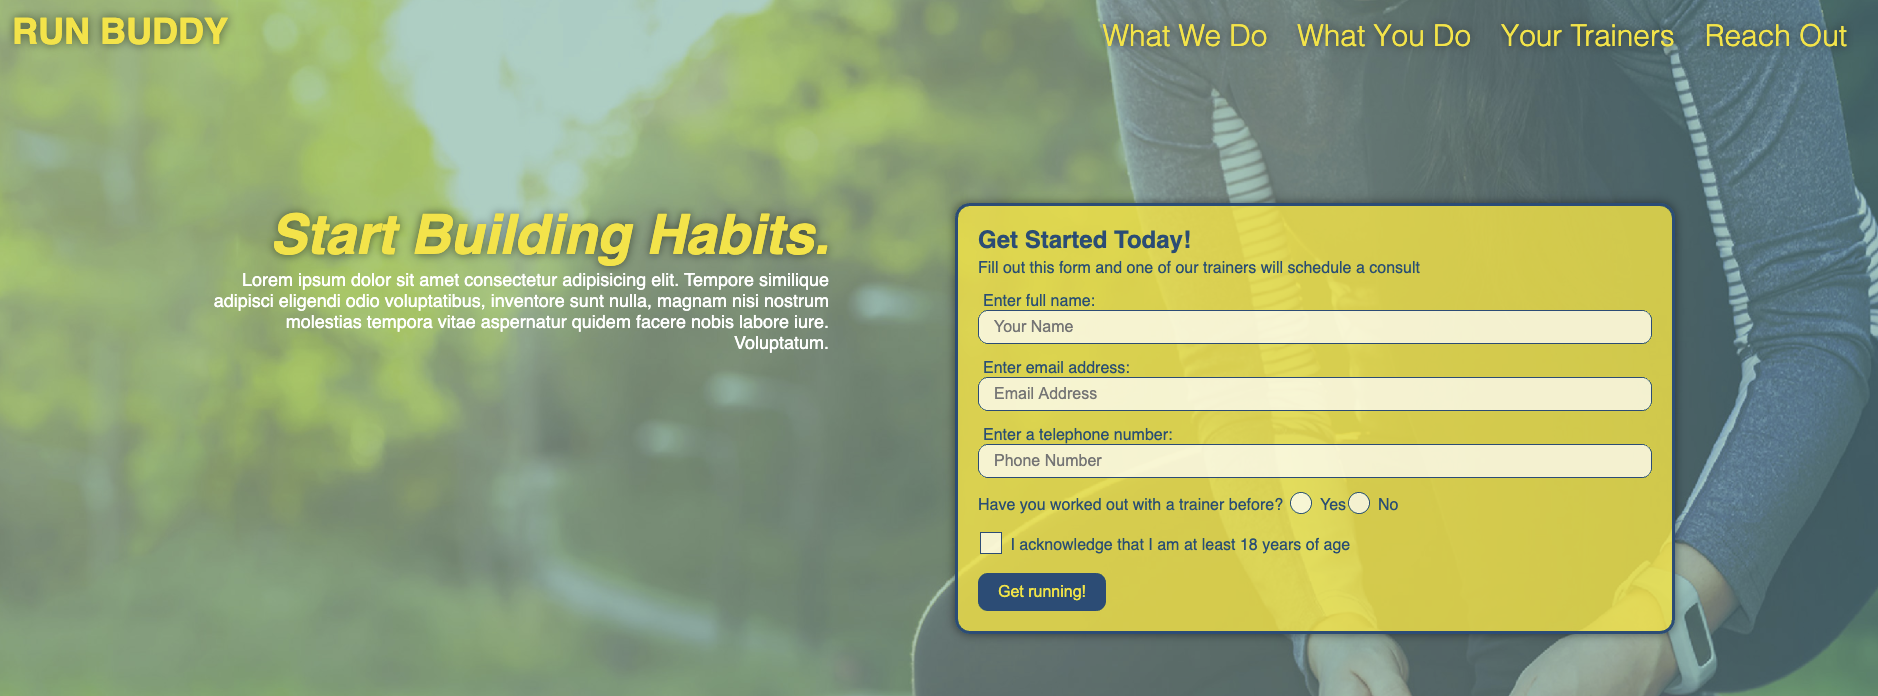 RUN BUDDY
What We Do
What You Do
Your Trainers
Reach Out
Start Building Habits.
Lorem ipsum dolor sit amet consectetur adipisicing elit. Tempore similique
adipisci eligendi odio voluptatibus, inventore sunt nulla, magnam nisi nostrum
molestias tempora vitae aspernatur quidem facere nobis labore iure.
Voluptatum.
Get Started Today!
Fill out this form and one of our trainers will schedule a consult
Enter full name:
Your Name
Enter email address:
Email Address
Enter a telephone number:
Phone Number
Have you worked out with a trainer before? Yes No
I acknowledge that I am at least 18 years of age
Get running!